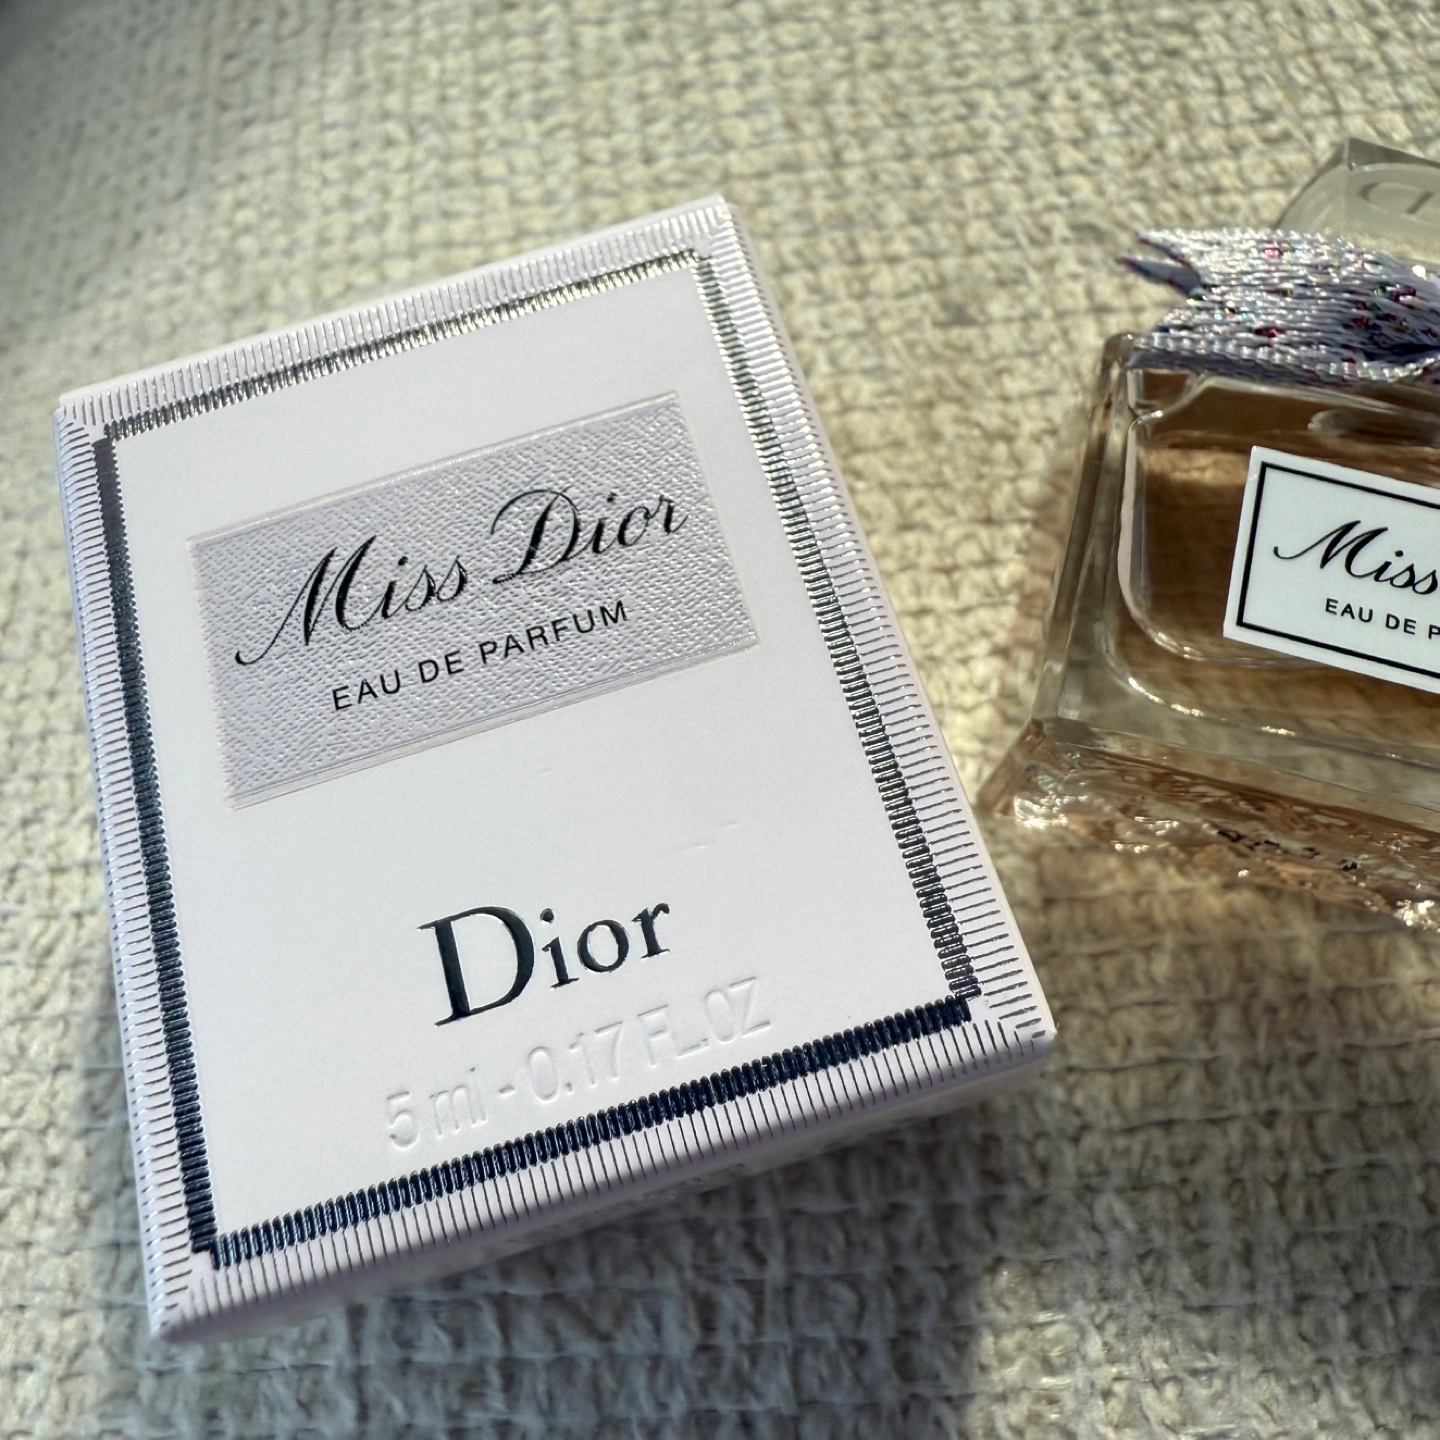 Miss Dior
EAU DE PARFUM
Dior
5 ml - 0.17 FL.OZ
Miss
EAU DE P
D